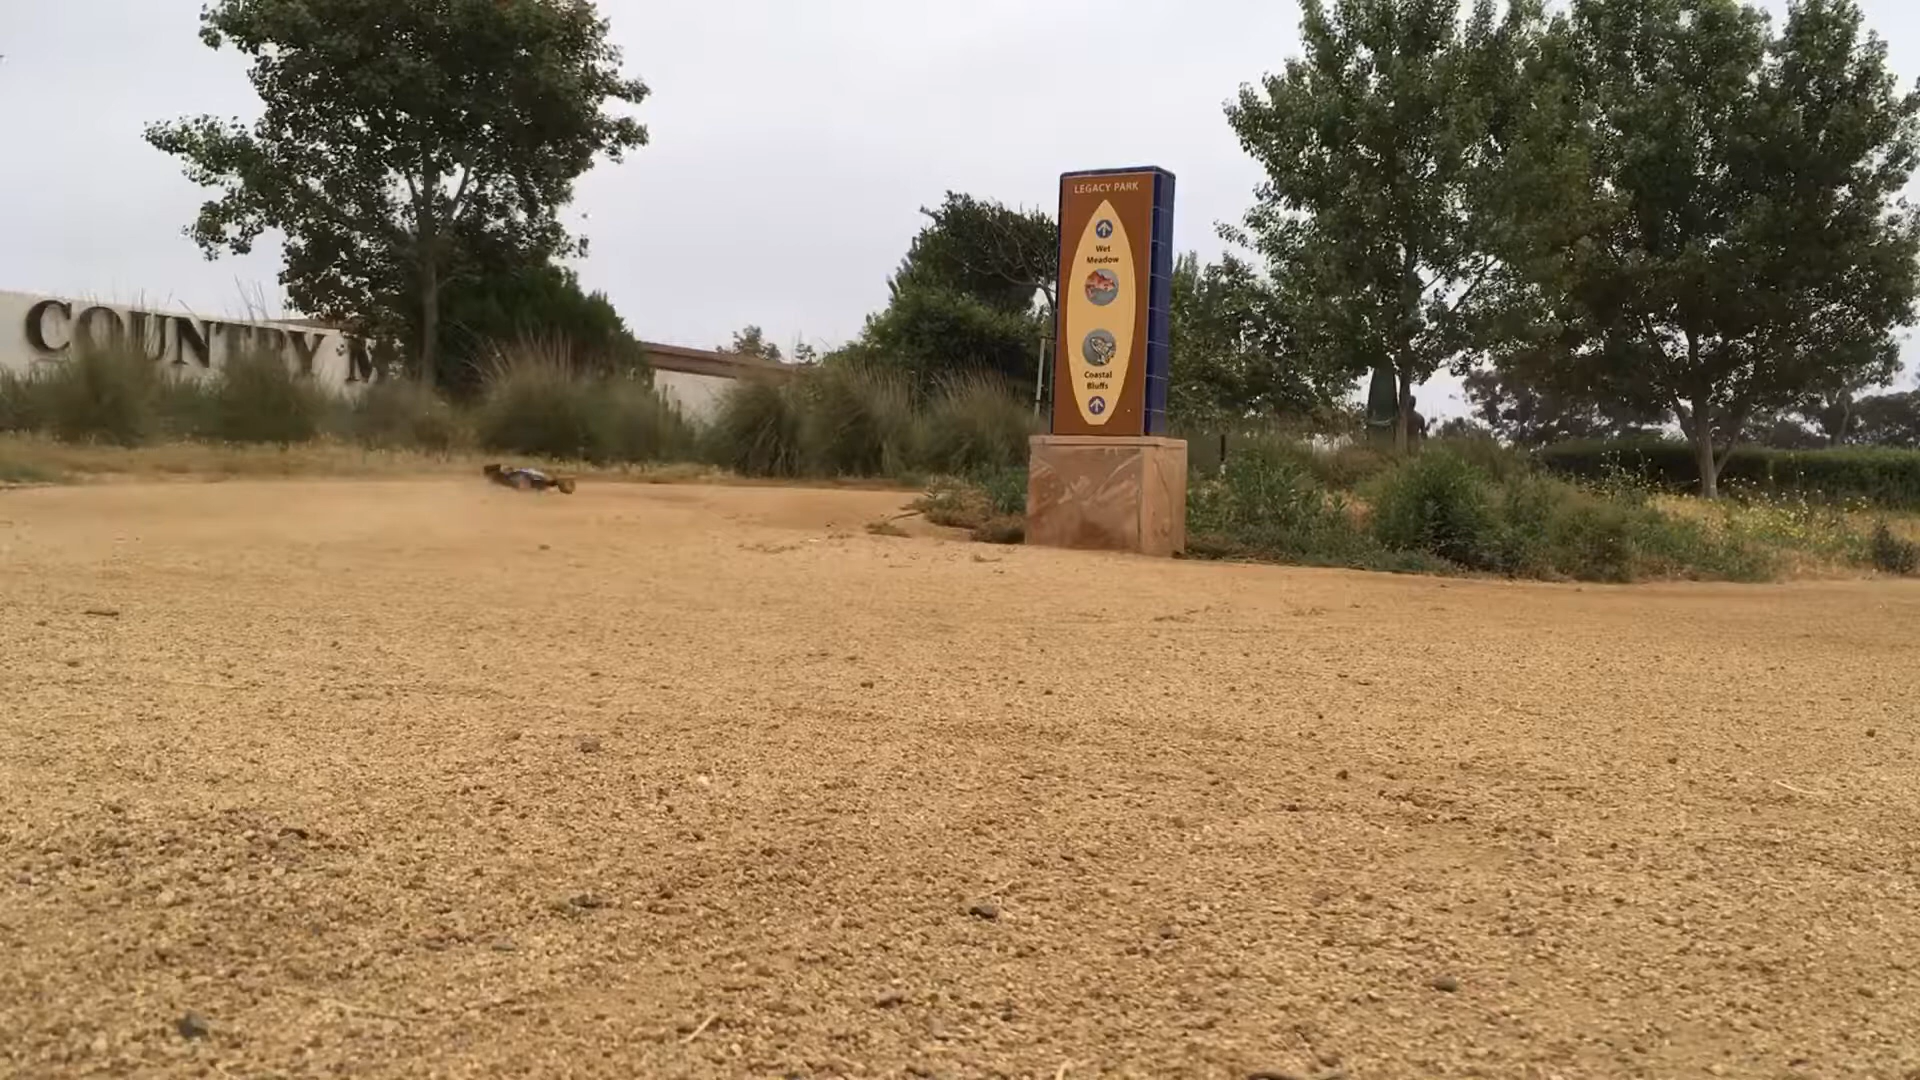 LEGACY PARK
Wet
Meadow
Coastal
Bluffs
COUNTRY M